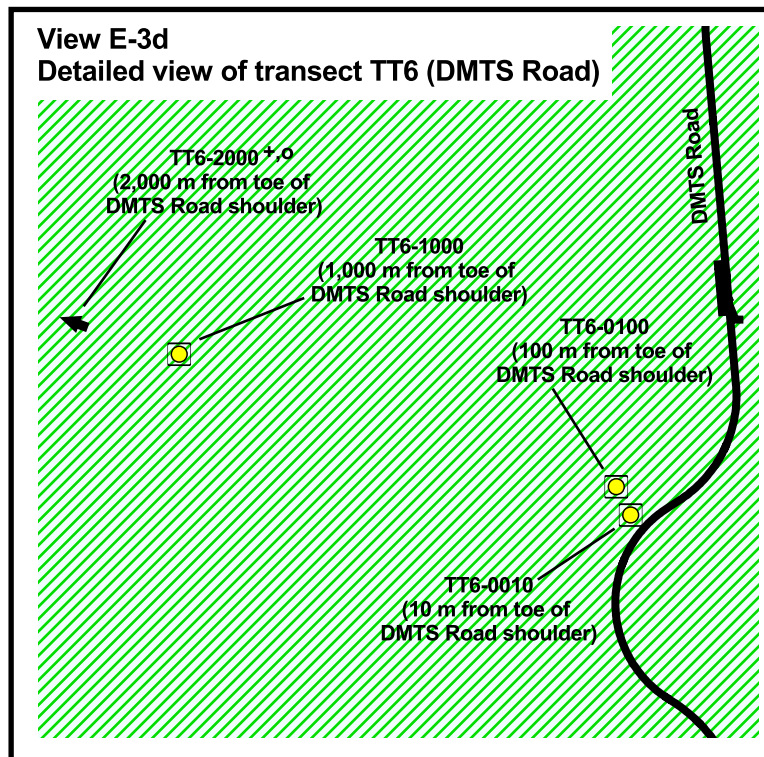 View E-3d
Detailed view of transect TT6 (DMTS Road)
TT6-2000 +,o
(2,000 m from toe of
DMTS Road shoulder)
TT6-1000
(1,000 m from toe of
DMTS Road shoulder)
DMTS Road
TT6-0100
(100 m from toe of
DMTS Road shoulder)
TT6-0010
(10 m from toe of
DMTS Road shoulder)